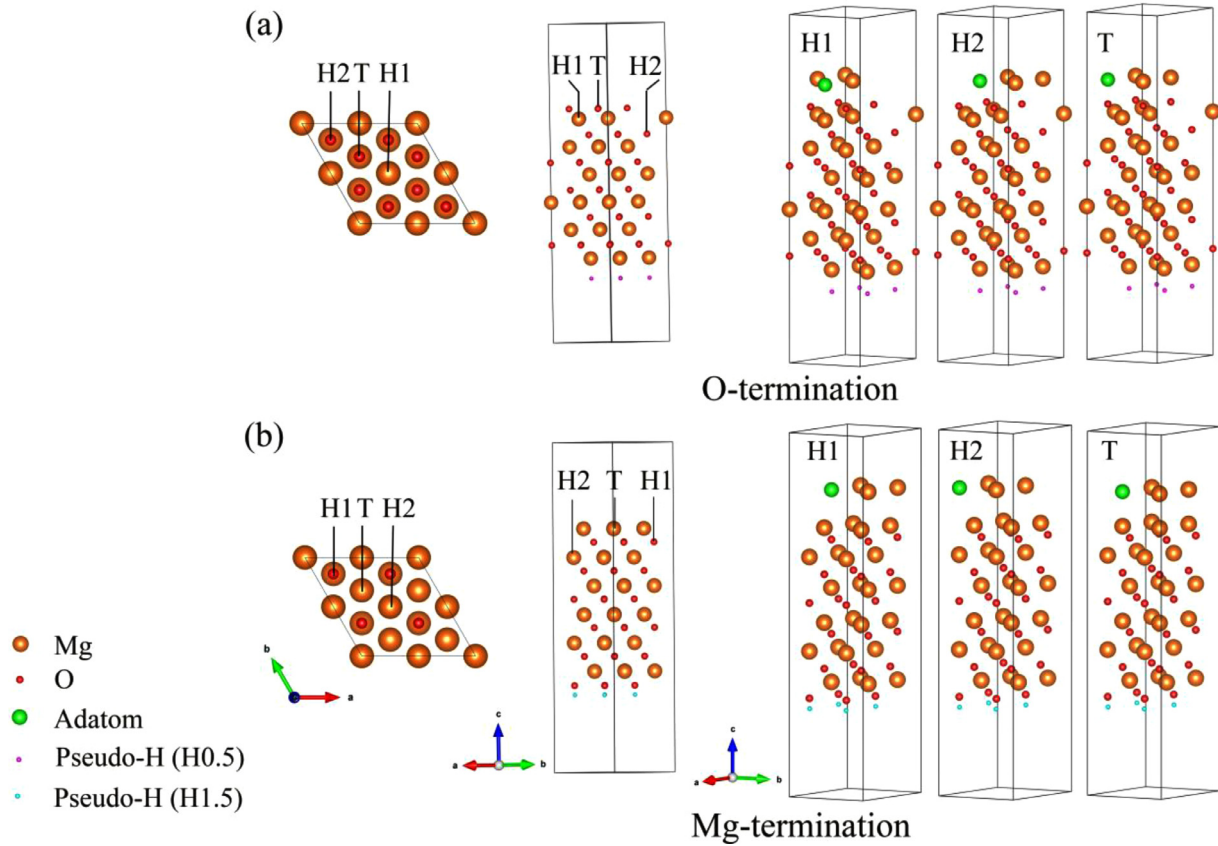 (a)
H2 T H1
H1 T H2
H1
H2
T
O-termination
(b)
H1 T H2
H2 T H1
H1
H2
T
Mg
O
Adatom
Pseudo-H (H0.5)
Pseudo-H (H1.5)
b
a
c
a
b
c
a
b
Mg-termination